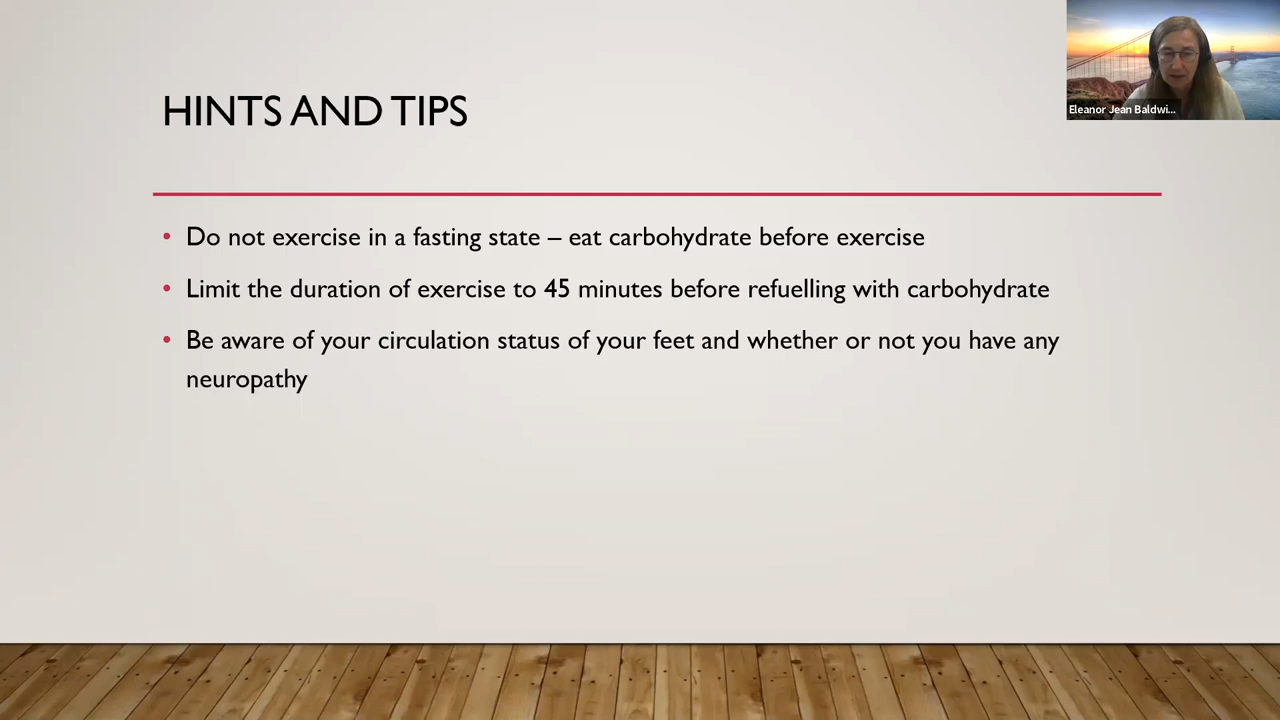 HINTS AND TIPS
Eleanor Jean Baldwi...
• Do not exercise in a fasting state – eat carbohydrate before exercise
• Limit the duration of exercise to 45 minutes before refuelling with carbohydrate
• Be aware of your circulation status of your feet and whether or not you have any
neuropathy